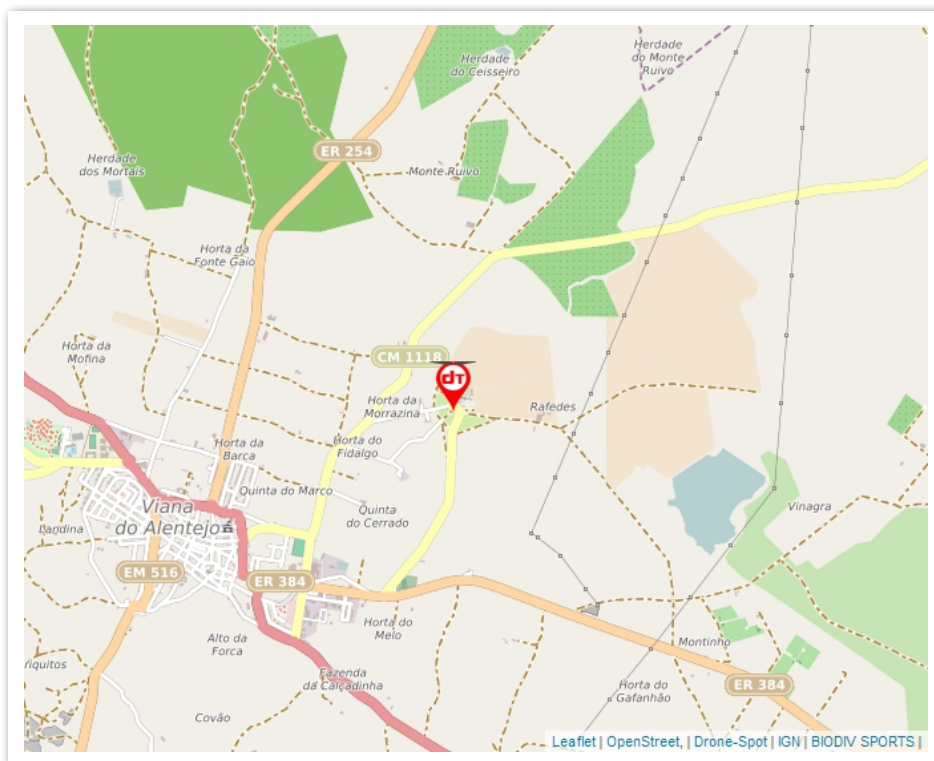 Herdade
do Monte
Ruivo
Herdade
do Ceisseiro
ER 254
Herdade
dos Mortais
Monte Ruivo
Horta da
Fonte Gaio
Horta da
Mofina
CM 1118
dT
Horta da
Morrazina
Rafedes
Horta da
Barca
Horta do
Fidalgo
Quinta do Marco
Viana
do Alentejo
Quinta
do Cerrado
Vinagra
Landina
EM 516
ER 384
Horta do
Melo
Alto da
Forca
Montinho
riquitos
Fazenda
da Calçadinha
ER 384
Horta do
Gafanhão
Covão
Leaflet | OpenStreet, | Drone-Spot | IGN | BIODIV SPORTS |